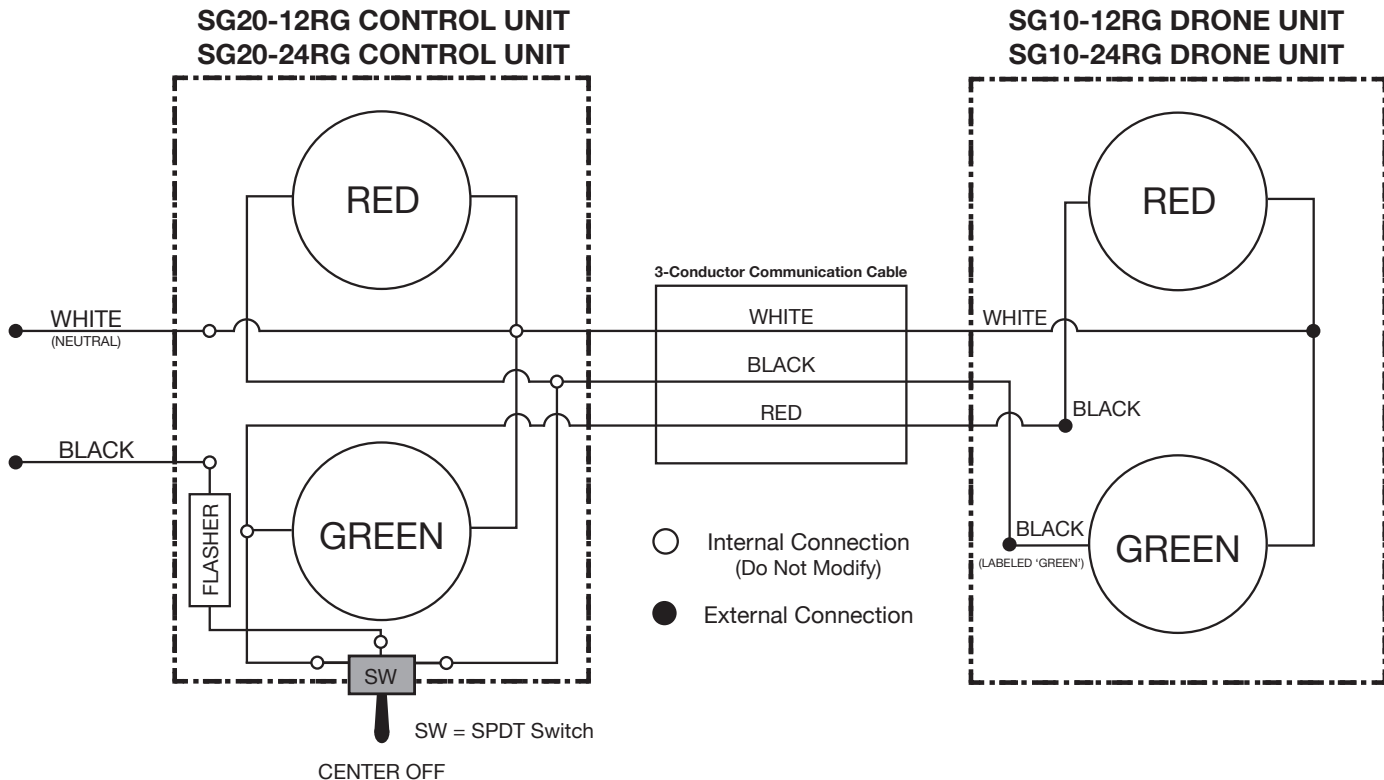 SG20-12RG CONTROL UNIT
SG20-24RG CONTROL UNIT
SG10-12RG DRONE UNIT
SG10-24RG DRONE UNIT
RED
RED
3-Conductor Communication Cable
WHITE
(NEUTRAL)
WHITE
WHITE
BLACK
RED
BLACK
BLACK
FLASHER
GREEN
BLACK
(LABELED 'GREEN')
GREEN
Internal Connection
(Do Not Modify)
External Connection
SW
SW = SPDT Switch
CENTER OFF